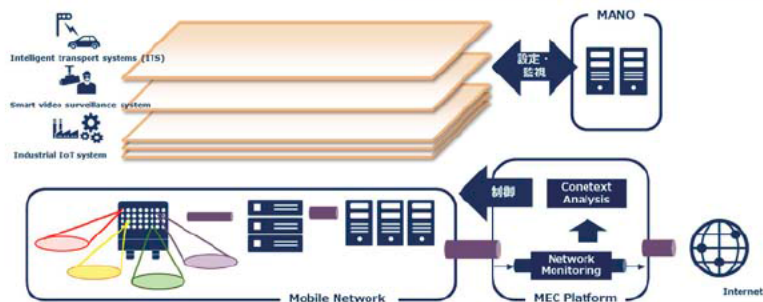 MANO
Intelligent transport systems (ITS)
設定・
監視
Smart video surveillance system
Industrial IoT system
制御
Conetext
Analysis
Network
Monitoring
Internet
Mobile Network
MEC Platform